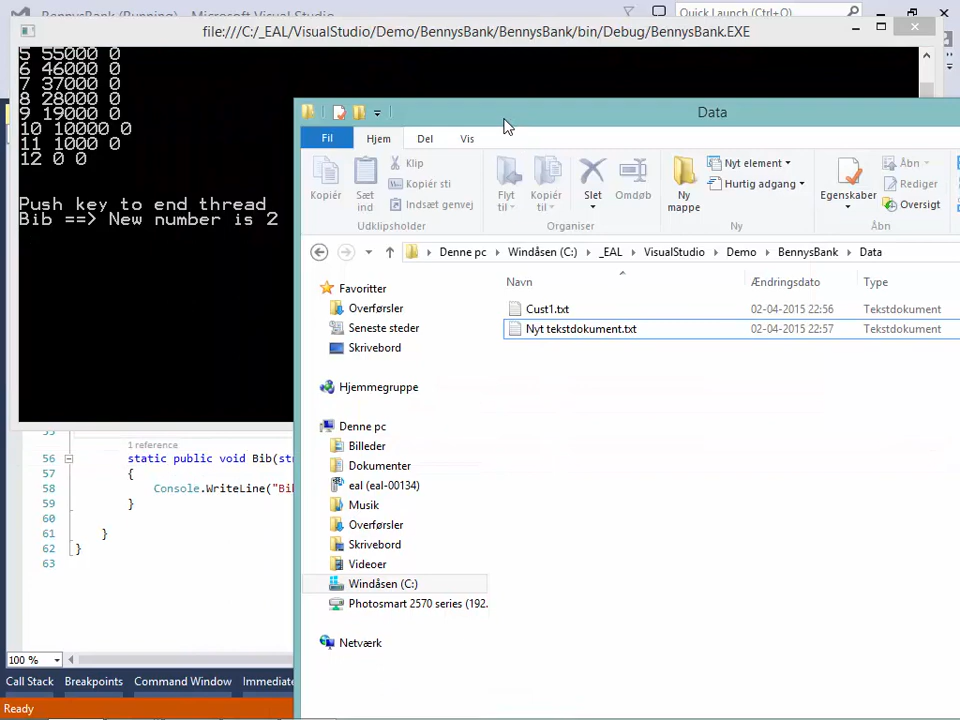 BennysBank (Running) - Microsoft Visual Studio
Quick Launch (Ctrl+Q)
file:///C:/_EAL/VisualStudio/Demo/BennysBank/BennysBank/bin/Debug/BennysBank.EXE
5 55000 0
6 46000 0
7 37000 0
8 28000 0
9 19000 0
10 10000 0
11 1000 0
12 0 0
Push key to end thread
Bib ==> New number is 2
Data
Fil
Hjem
Del
Vis
Kopiér
Sæt ind
Klip
Kopiér sti
Indsæt genvej
Udklipsholder
Flyt til
Kopiér til
Slet
Omdøb
Organiser
Ny mappe
Nyt element
Hurtig adgang
Ny
Egenskaber
Åbn
Rediger
Oversigt
Åbn
Denne pc
Windåsen (C:)
_EAL
VisualStudio
Demo
BennysBank
Data
Navn
Ændringsdato
Type
Cust1.txt
02-04-2015 22:56
Tekstdokument
Nyt tekstdokument.txt
02-04-2015 22:57
Tekstdokument
Favoritter
Overførsler
Seneste steder
Skrivebord
Hjemmegruppe
Denne pc
Billeder
Dokumenter
eal (eal-00134)
Musik
Overførsler
Skrivebord
Videoer
Windåsen (C:)
Photosmart 2570 series (192.
Netværk
55
1 reference
56 static public void Bib(str
57 {
58 Console.WriteLine("Bi
59 }
60
61 }
62 }
63
100 %
Call Stack
Breakpoints
Command Window
Immediate
Ready